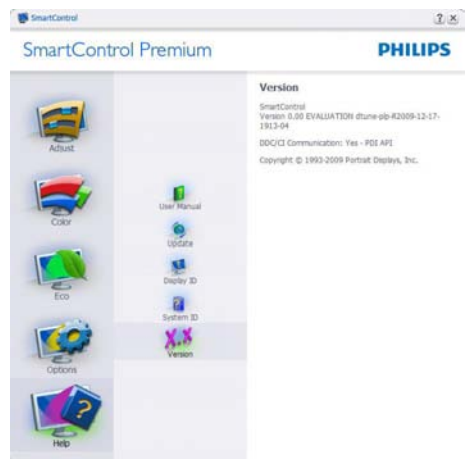 SmartControl
SmartControl Premium
PHILIPS
Adjust
Color
Eco
Options
Help
User Manual
Update
Display ID
System ID
X.X
Version
Version
SmartControl
Version 0.00 EVALUATION dtune-plp-R2009-12-17-
1913-04
DDC/CI Communication: Yes - PDI API
Copyright © 1993-2009 Portrait Displays, Inc.